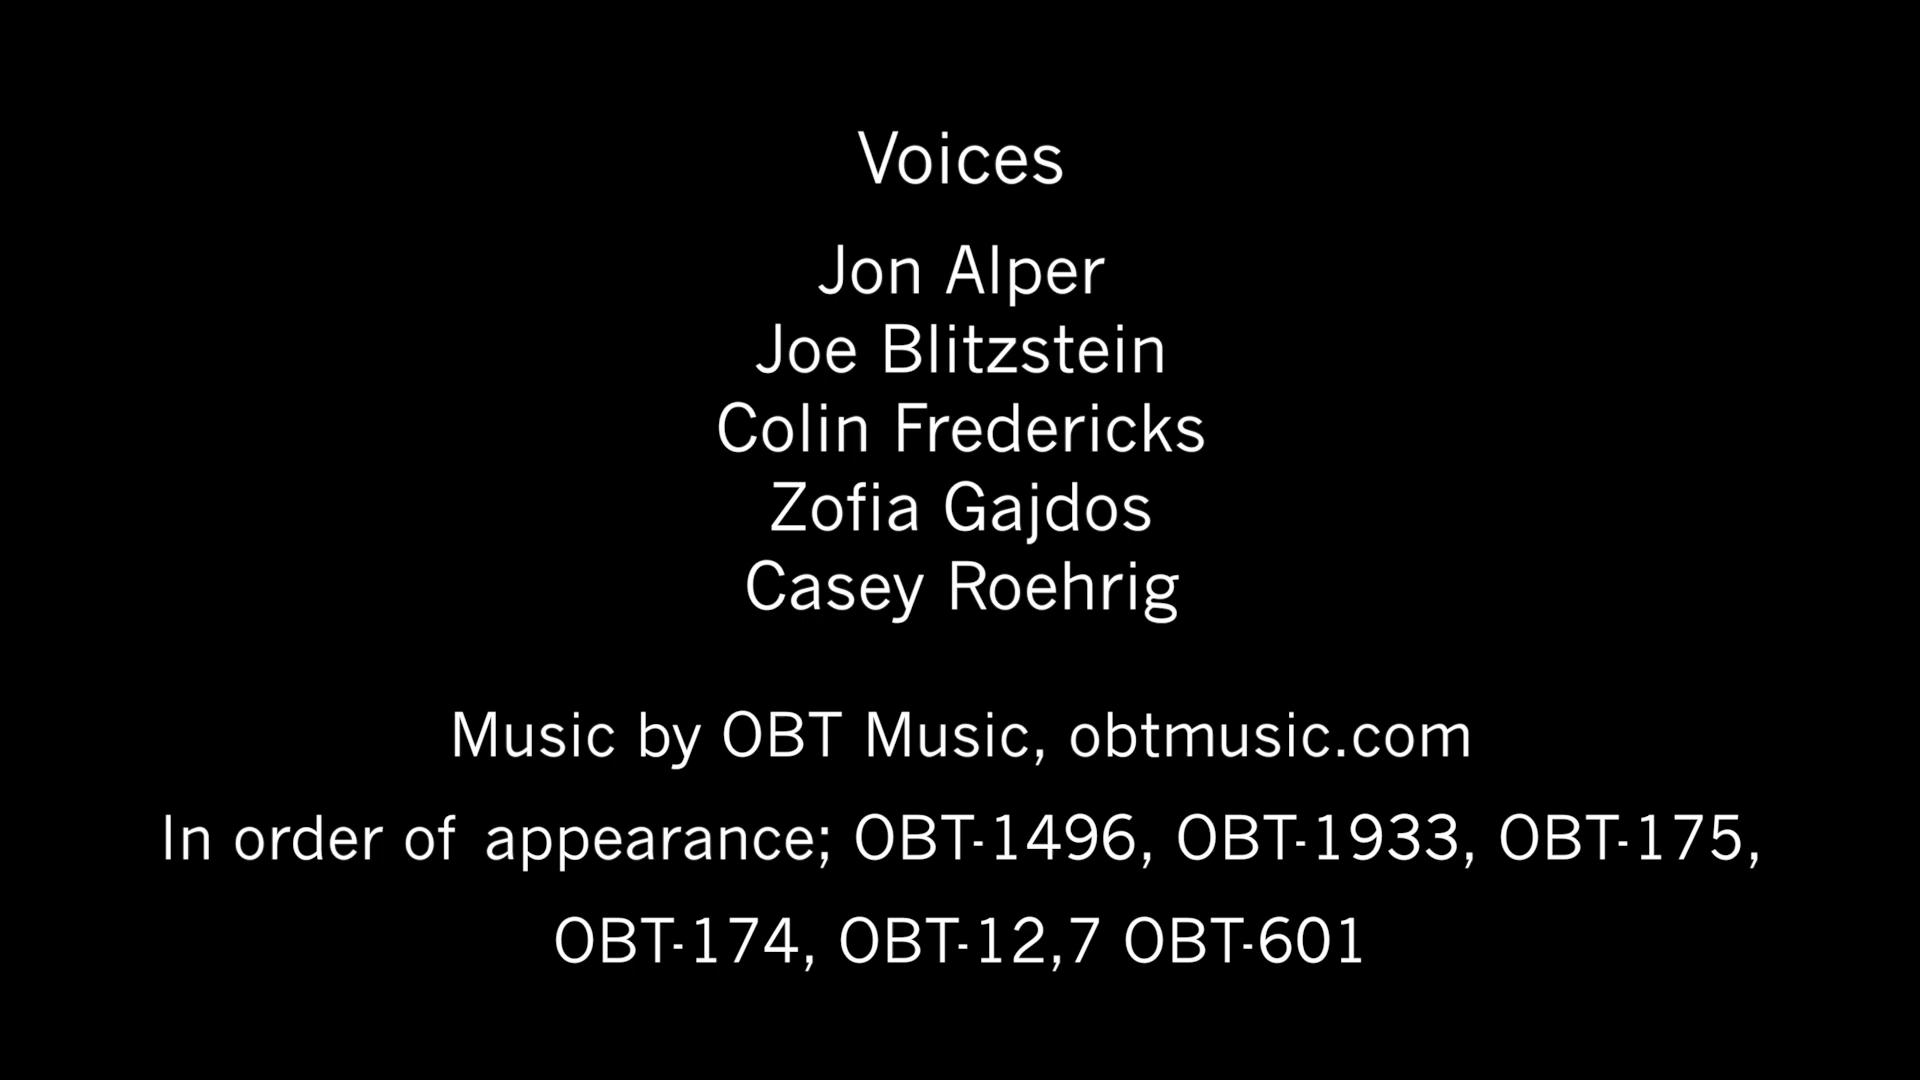 Voices
Jon Alper
Joe Blitzstein
Colin Fredericks
Zofia Gajdos
Casey Roehrig
Music by OBT Music, obtmusic.com
In order of appearance; OBT-1496, OBT-1933, OBT-175,
OBT-174, OBT-12,7 OBT-601